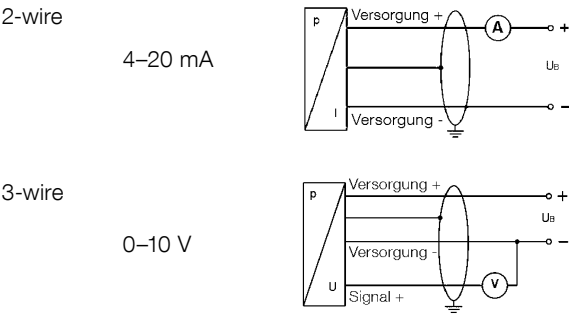 2-wire
4–20 mA
p
I
Versorgung +
A
+
UB
−
Versorgung -
3-wire
0–10 V
p
U
Versorgung +
+
UB
−
Versorgung -
V
Signal +